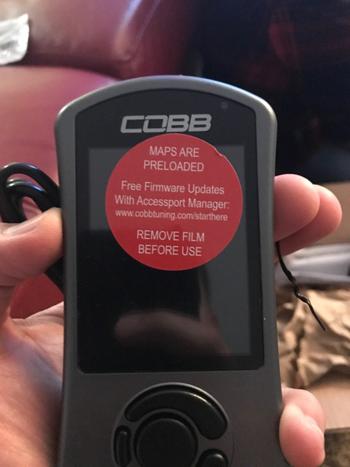 COBB
MAPS ARE
PRELOADED
Free Firmware Updates
With Accessport Manager:
www.cobbtuning.com/starthere
REMOVE FILM
BEFORE USE